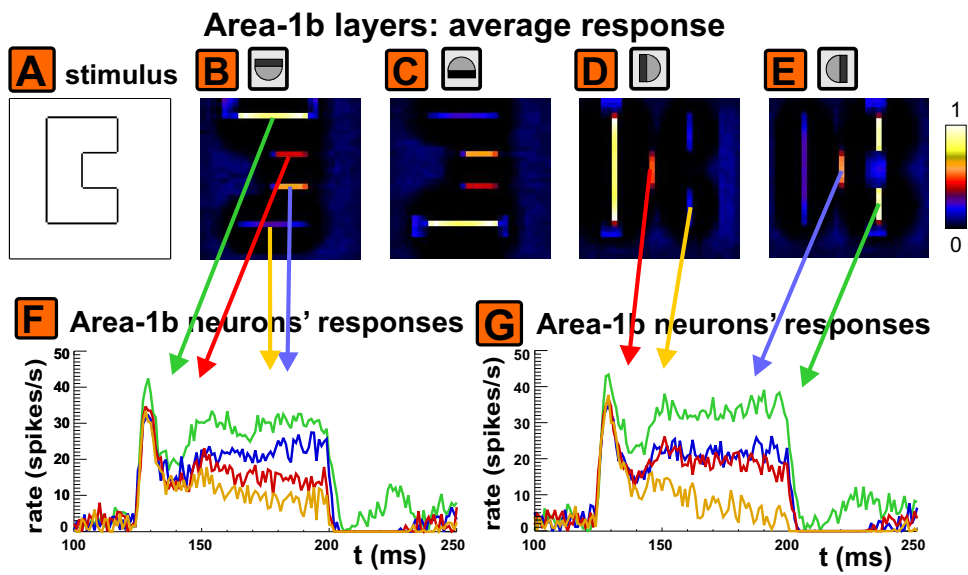 Area-1b layers: average response
A stimulus
B
C
D
E
1
0
F Area-1b neurons' responses
G Area-1b neurons' responses
rate (spikes/s)
50
40
30
20
10
0
100
150
200
250
t (ms)
rate (spikes/s)
50
40
30
20
10
0
100
150
200
250
t (ms)